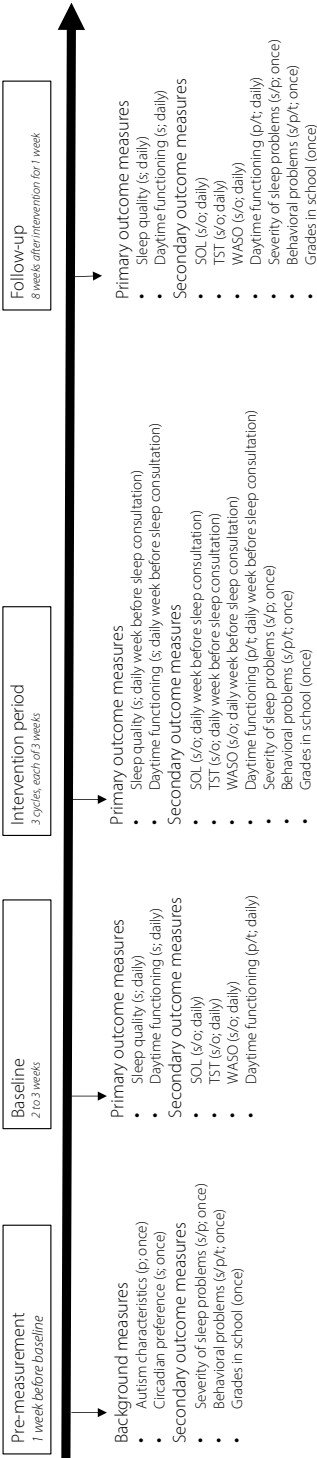 Pre-measurement
1 week before baseline
Background measures
• Autism characteristics (p; once)
• Circadian preference (s; once)
Secondary outcome measures
• Severity of sleep problems (s/p; once)
• Behavioral problems (s/p/t; once)
• Grades in school (once)
Baseline
2 to 3 weeks
Primary outcome measures
• Sleep quality (s; daily)
• Daytime functioning (s; daily)
Secondary outcome measures
• SOL (s/o; daily)
• TST (s/o; daily)
• WASO (s/o; daily)
• Daytime functioning (p/t; daily)
Intervention period
3 cycles, each of 3 weeks
Primary outcome measures
• Sleep quality (s; daily week before sleep consultation)
• Daytime functioning (s; daily week before sleep consultation)
Secondary outcome measures
• SOL (s/o; daily week before sleep consultation)
• TST (s/o; daily week before sleep consultation)
• WASO (s/o; daily week before sleep consultation)
• Daytime functioning (p/t; daily week before sleep consultation)
• Severity of sleep problems (s/p; once)
• Behavioral problems (s/p/t; once)
• Grades in school (once)
Follow-up
8 weeks after intervention for 1 week
Primary outcome measures
• Sleep quality (s; daily)
• Daytime functioning (s; daily)
Secondary outcome measures
• SOL (s/o; daily)
• TST (s/o; daily)
• WASO (s/o; daily)
• Daytime functioning (p/t; daily)
• Severity of sleep problems (s/p; once)
• Behavioral problems (s/p/t; once)
• Grades in school (once)